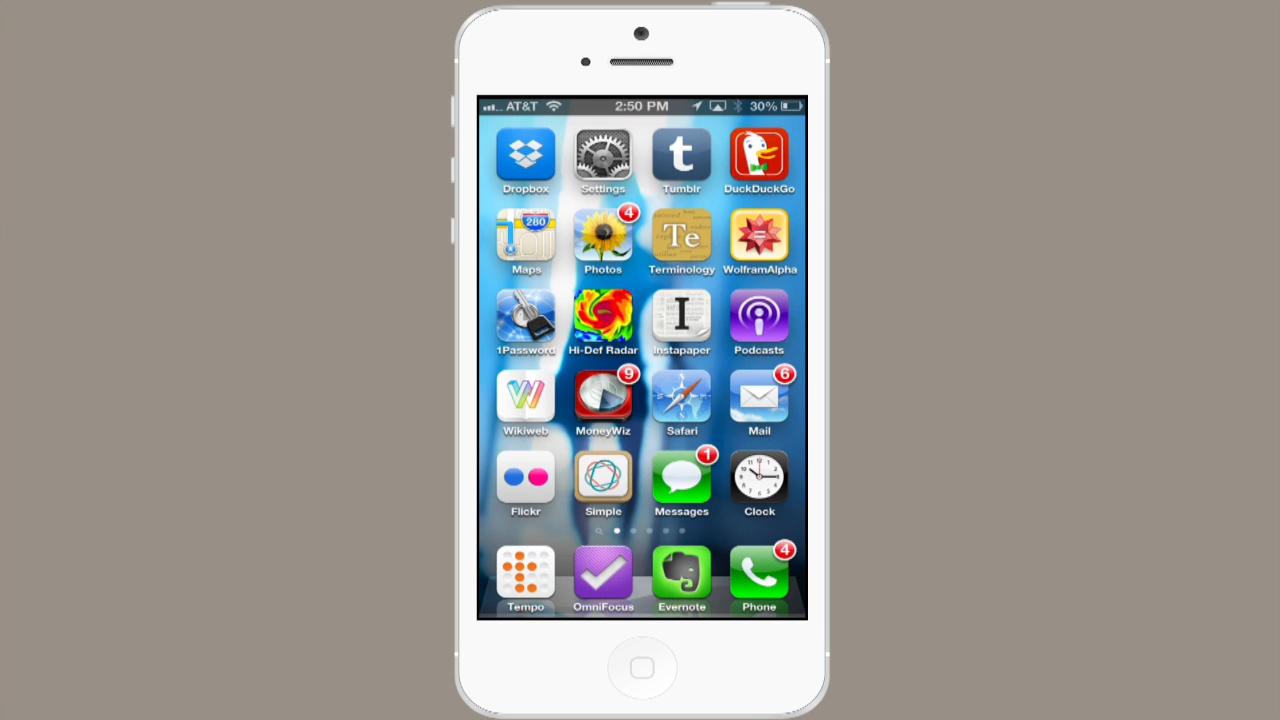 AT&T 2:50 PM 30%
Dropbox Settings Tumblr DuckDuckGo
280 4 Te =
Maps Photos Terminology WolframAlpha
I
1Password Hi-Def Radar Instapaper Podcasts
W 9 6
Wikiweb MoneyWiz Safari Mail
1
Flickr Simple Messages Clock
4
Tempo OmniFocus Evernote Phone